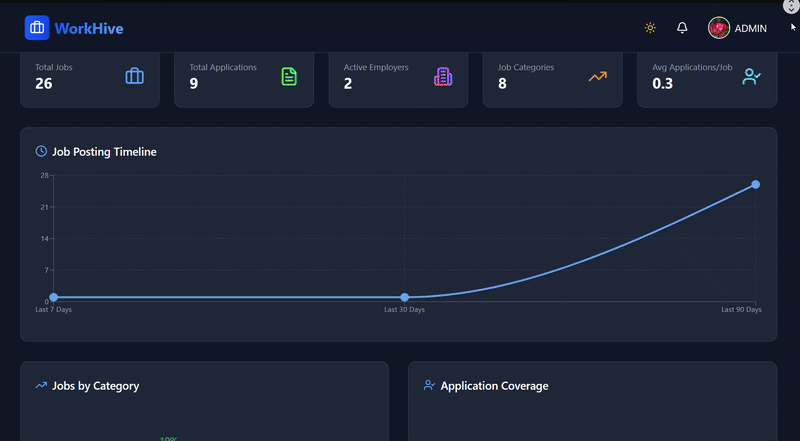 WorkHive
ADMIN
Total Jobs
26
Total Applications
9
Active Employers
2
Job Categories
8
Avg Applications/Job
0.3
Job Posting Timeline
28
21
14
7
0
Last 7 Days
Last 30 Days
Last 90 Days
Jobs by Category
Application Coverage